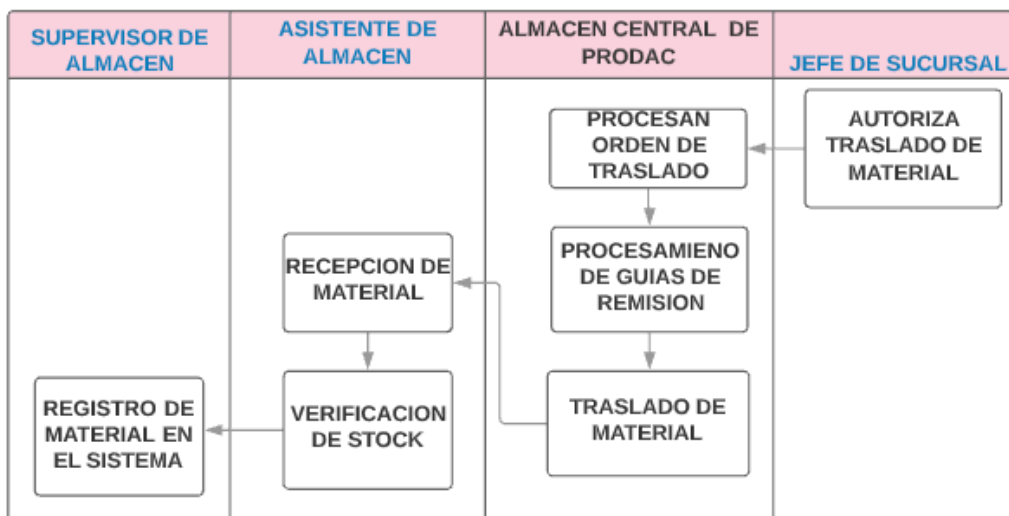 SUPERVISOR DE
ALMACEN
ASISTENTE DE
ALMACEN
ALMACEN CENTRAL DE
PRODAC
JEFE DE SUCURSAL
AUTORIZA
TRASLADO DE
MATERIAL
PROCESAN
ORDEN DE
TRASLADO
PROCESAMIENO
DE GUIAS DE
REMISION
TRASLADO DE
MATERIAL
RECEPCION DE
MATERIAL
VERIFICACION
DE STOCK
REGISTRO DE
MATERIAL EN
EL SISTEMA